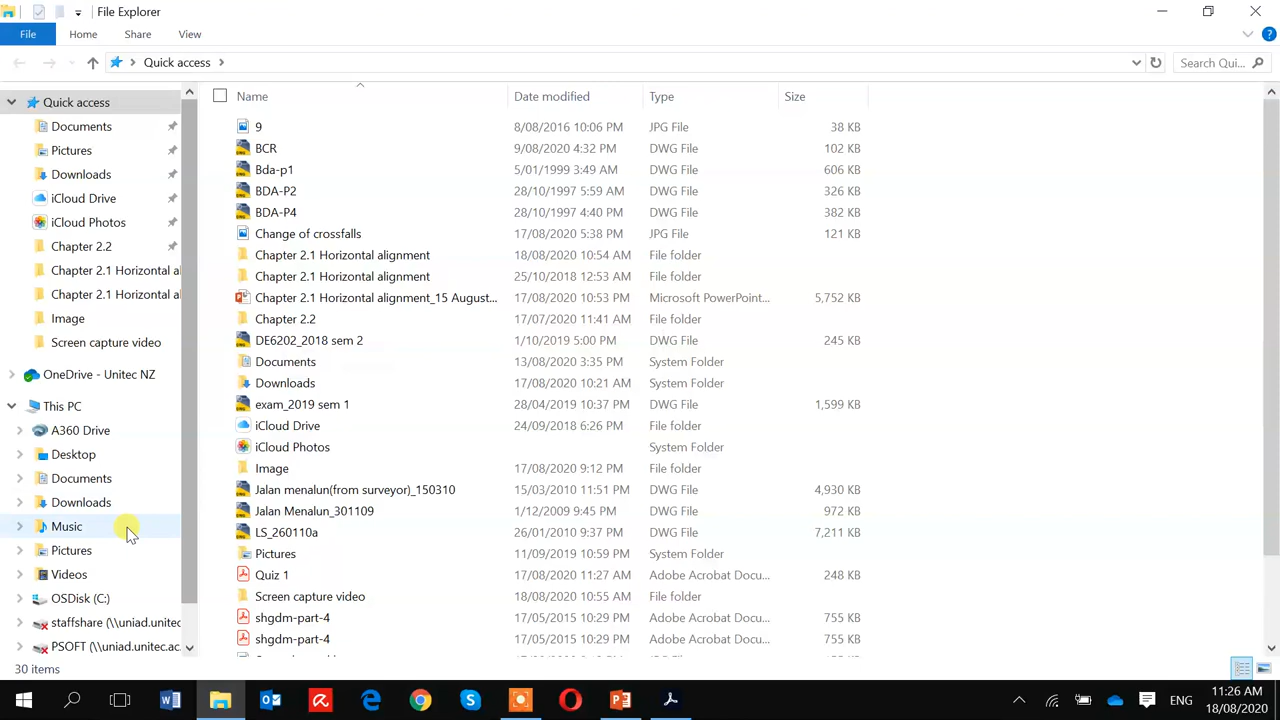 File Explorer
File Home Share View
Quick access
Search Qui...
Quick access
Documents
Pictures
Downloads
iCloud Drive
iCloud Photos
Chapter 2.2
Chapter 2.1 Horizontal al
Chapter 2.1 Horizontal al
Image
Screen capture video
OneDrive - Unitec NZ
This PC
A360 Drive
Desktop
Documents
Downloads
Music
Pictures
Videos
OSDisk (C:)
staffshare (\\uniad.unitec
PSOFT (\\uniad.unitec.ac.
Name Date modified Type Size
9 8/08/2016 10:06 PM JPG File 38 KB
BCR 9/08/2020 4:32 PM DWG File 102 KB
Bda-p1 5/01/1999 3:49 AM DWG File 606 KB
BDA-P2 28/10/1997 5:59 AM DWG File 326 KB
BDA-P4 28/10/1997 4:40 PM DWG File 382 KB
Change of crossfalls 17/08/2020 5:38 PM JPG File 121 KB
Chapter 2.1 Horizontal alignment 18/08/2020 10:54 AM File folder
Chapter 2.1 Horizontal alignment 25/10/2018 12:53 AM File folder
Chapter 2.1 Horizontal alignment_15 August... 17/08/2020 10:53 PM Microsoft PowerPoint... 5,752 KB
Chapter 2.2 17/07/2020 11:41 AM File folder
DE6202_2018 sem 2 1/10/2019 5:00 PM DWG File 245 KB
Documents 13/08/2020 3:35 PM System Folder
Downloads 17/08/2020 10:21 AM System Folder
exam_2019 sem 1 28/04/2019 10:37 PM DWG File 1,599 KB
iCloud Drive 24/09/2018 6:26 PM File folder
iCloud Photos System Folder
Image 17/08/2020 9:12 PM File folder
Jalan menalun(from surveyor)_150310 15/03/2010 11:51 PM DWG File 4,930 KB
Jalan Menalun_301109 1/12/2009 9:45 PM DWG File 972 KB
LS_260110a 26/01/2010 9:37 PM DWG File 7,211 KB
Pictures 11/09/2019 10:59 PM System Folder
Quiz 1 17/08/2020 11:27 AM Adobe Acrobat Docu... 248 KB
Screen capture video 18/08/2020 10:55 AM File folder
shgdm-part-4 17/05/2015 10:29 PM Adobe Acrobat Docu... 755 KB
shgdm-part-4 17/05/2015 10:29 PM Adobe Acrobat Docu... 755 KB
30 items
ENG
11:26 AM
18/08/2020